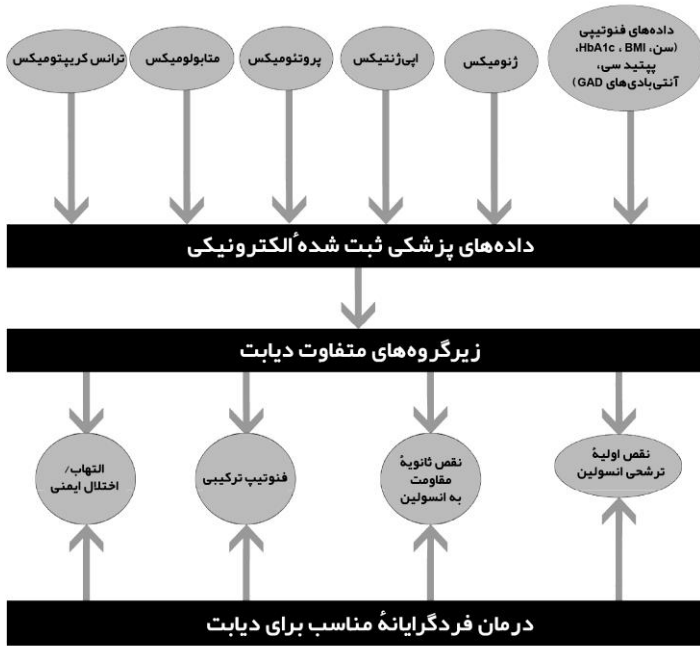 داده‌های فنوتیپی
(سن، HbA1c ، BMI،
پپتید سی،
آنتی‌بادی‌های GAD)
ژنومیکس
اپی‌ژنتیکس
پروتئومیکس
متابولومیکس
ترانس کریپتومیکس
داده‌های پزشکی ثبت شدهٔ الکترونیکی
زیرگروه‌های متفاوت دیابت
نقص اولیهٔ
ترشحی انسولین
نقص ثانویهٔ
مقاومت
به انسولین
فنوتیپ ترکیبی
التهاب/
اختلال ایمنی
درمان فردگرایانهٔ مناسب برای دیابت